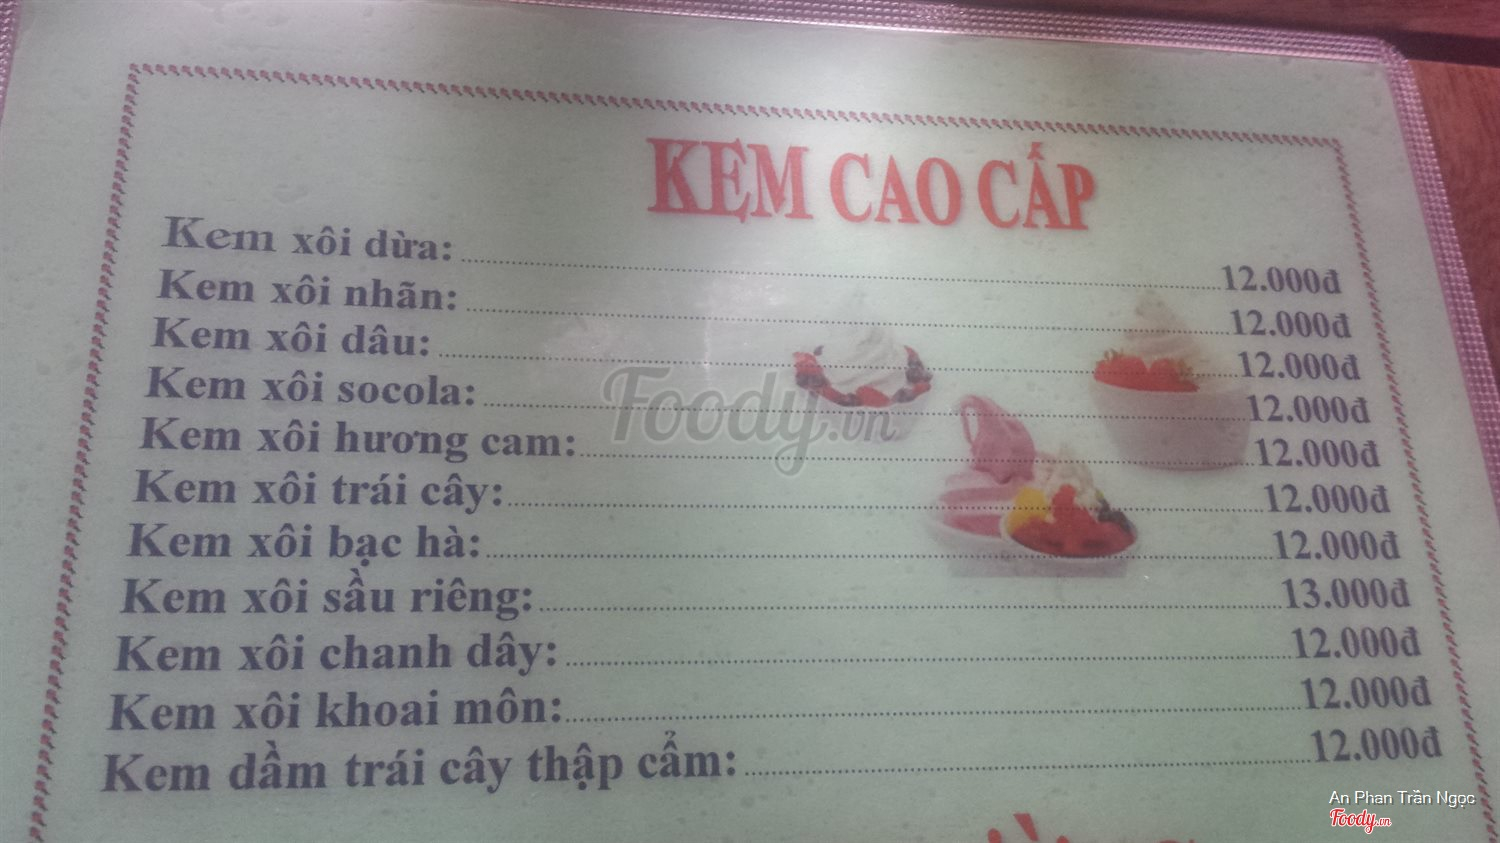 KEM CAO CẤP
Kem xôi dừa: 12.000đ
Kem xôi nhãn: 12.000đ
Kem xôi dâu: 12.000đ
Kem xôi socola: 12.000đ
Kem xôi hương cam: 12.000đ
Kem xôi trái cây: 12.000đ
Kem xôi bạc hà: 12.000đ
Kem xôi sầu riêng: 13.000đ
Kem xôi chanh dây: 12.000đ
Kem xôi khoai môn: 12.000đ
Kem dầm trái cây thập cẩm: 12.000đ
Foody.vn
An Phan Trần Ngọc
Foody.vn